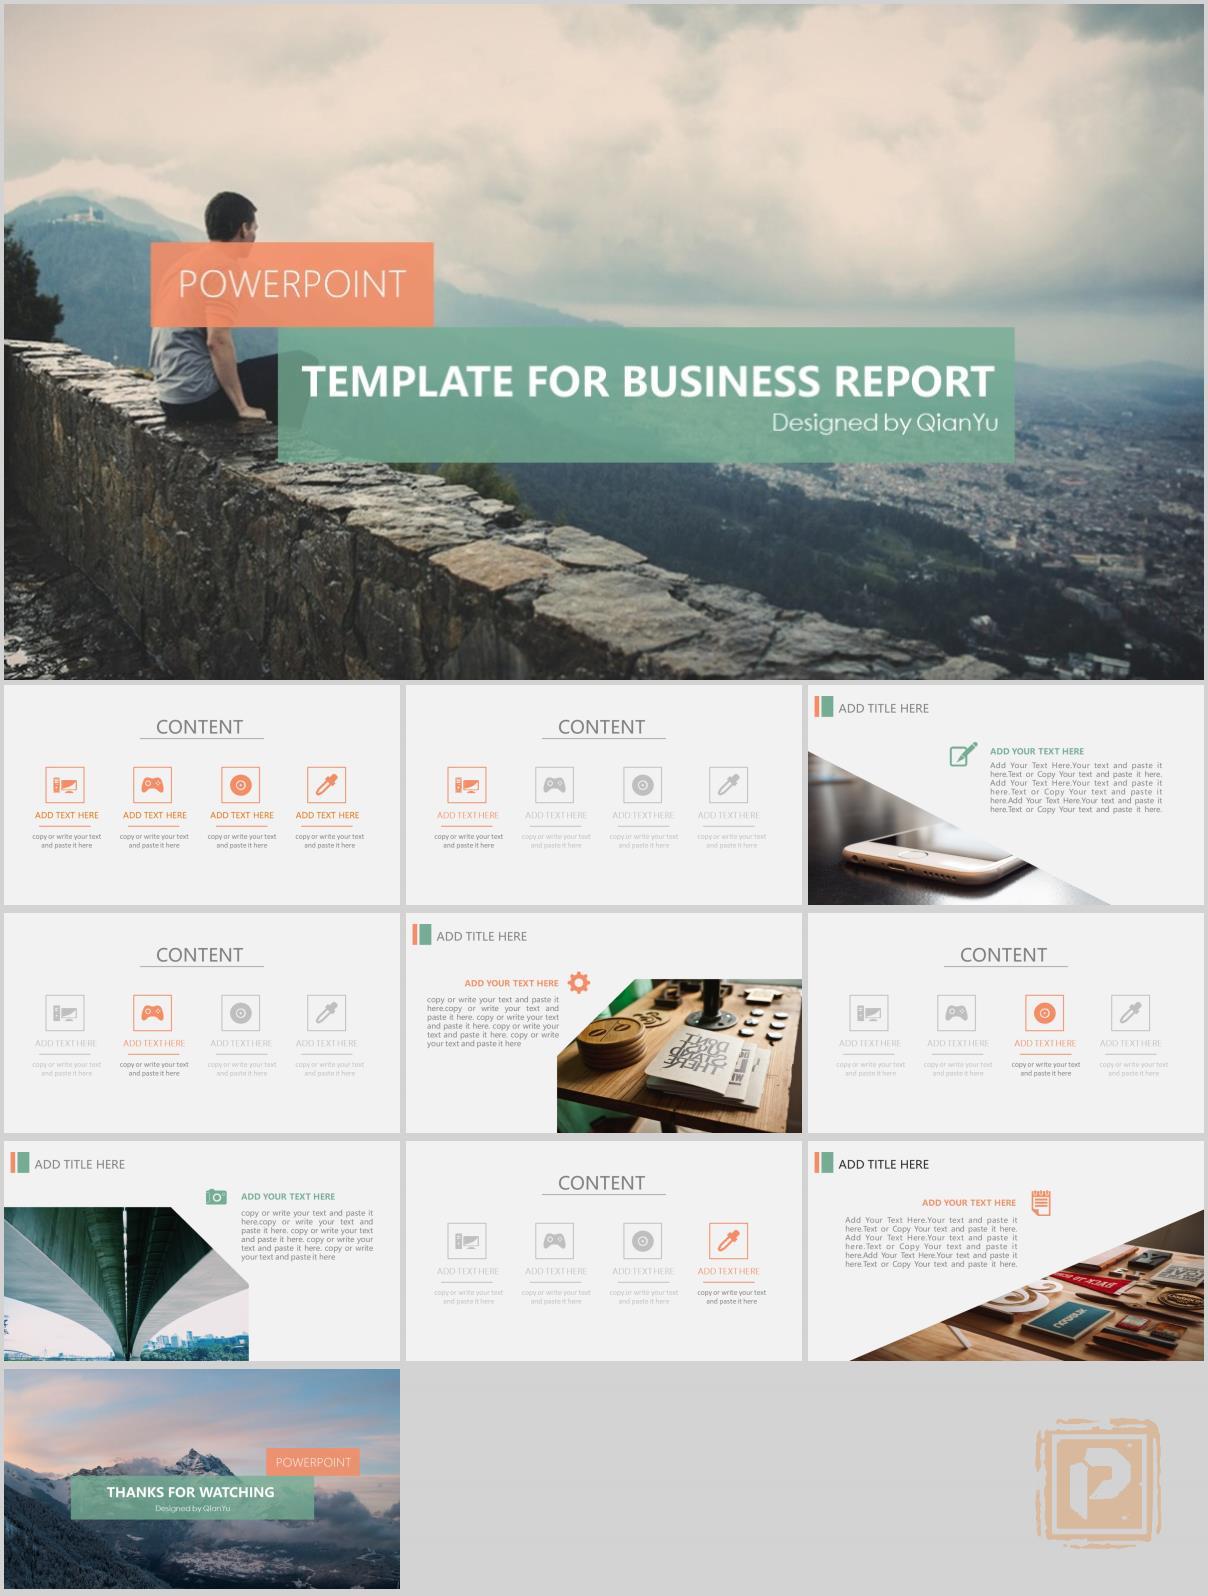 POWERPOINT
TEMPLATE FOR BUSINESS REPORT
Designed by QianYu
CONTENT
ADD TEXT HERE
copy or write your text
and paste it here
ADD TEXT HERE
copy or write your text
and paste it here
ADD TEXT HERE
copy or write your text
and paste it here
ADD TEXT HERE
copy or write your text
and paste it here
CONTENT
ADD TEXT HERE
copy or write your text
and paste it here
ADD TEXT HERE
copy or write your text
and paste it here
ADD TEXT HERE
copy or write your text
and paste it here
ADD TEXT HERE
copy or write your text
and paste it here
ADD TITLE HERE
ADD YOUR TEXT HERE
Add Your Text Here.Your text and paste it
here.Text or Copy Your text and paste it here.
Add Your Text Here.Your text and paste it
here.Text or Copy Your text and paste it
here.Add Your Text Here.Your text and paste it
here.Text or Copy Your text and paste it here.
CONTENT
ADD TEXT HERE
copy or write your text
and paste it here
ADD TEXT HERE
copy or write your text
and paste it here
ADD TEXT HERE
copy or write your text
and paste it here
ADD TEXT HERE
copy or write your text
and paste it here
ADD TITLE HERE
ADD YOUR TEXT HERE
copy or write your text and paste it
here.copy or write your text and
paste it here. copy or write your text
and paste it here. copy or write your
text and paste it here. copy or write
your text and paste it here
CONTENT
ADD TEXT HERE
copy or write your text
and paste it here
ADD TEXT HERE
copy or write your text
and paste it here
ADD TEXT HERE
copy or write your text
and paste it here
ADD TEXT HERE
copy or write your text
and paste it here
ADD TITLE HERE
ADD YOUR TEXT HERE
copy or write your text and paste it
here.copy or write your text and
paste it here. copy or write your text
and paste it here. copy or write your
text and paste it here. copy or write
your text and paste it here
CONTENT
ADD TEXT HERE
copy or write your text
and paste it here
ADD TEXT HERE
copy or write your text
and paste it here
ADD TEXT HERE
copy or write your text
and paste it here
ADD TEXT HERE
copy or write your text
and paste it here
ADD TITLE HERE
ADD YOUR TEXT HERE
Add Your Text Here.Your text and paste it
here.Text or Copy Your text and paste it here.
Add Your Text Here.Your text and paste it
here.Text or Copy Your text and paste it
here.Add Your Text Here.Your text and paste it
here.Text or Copy Your text and paste it here.
POWERPOINT
THANKS FOR WATCHING
Designed by QianYu